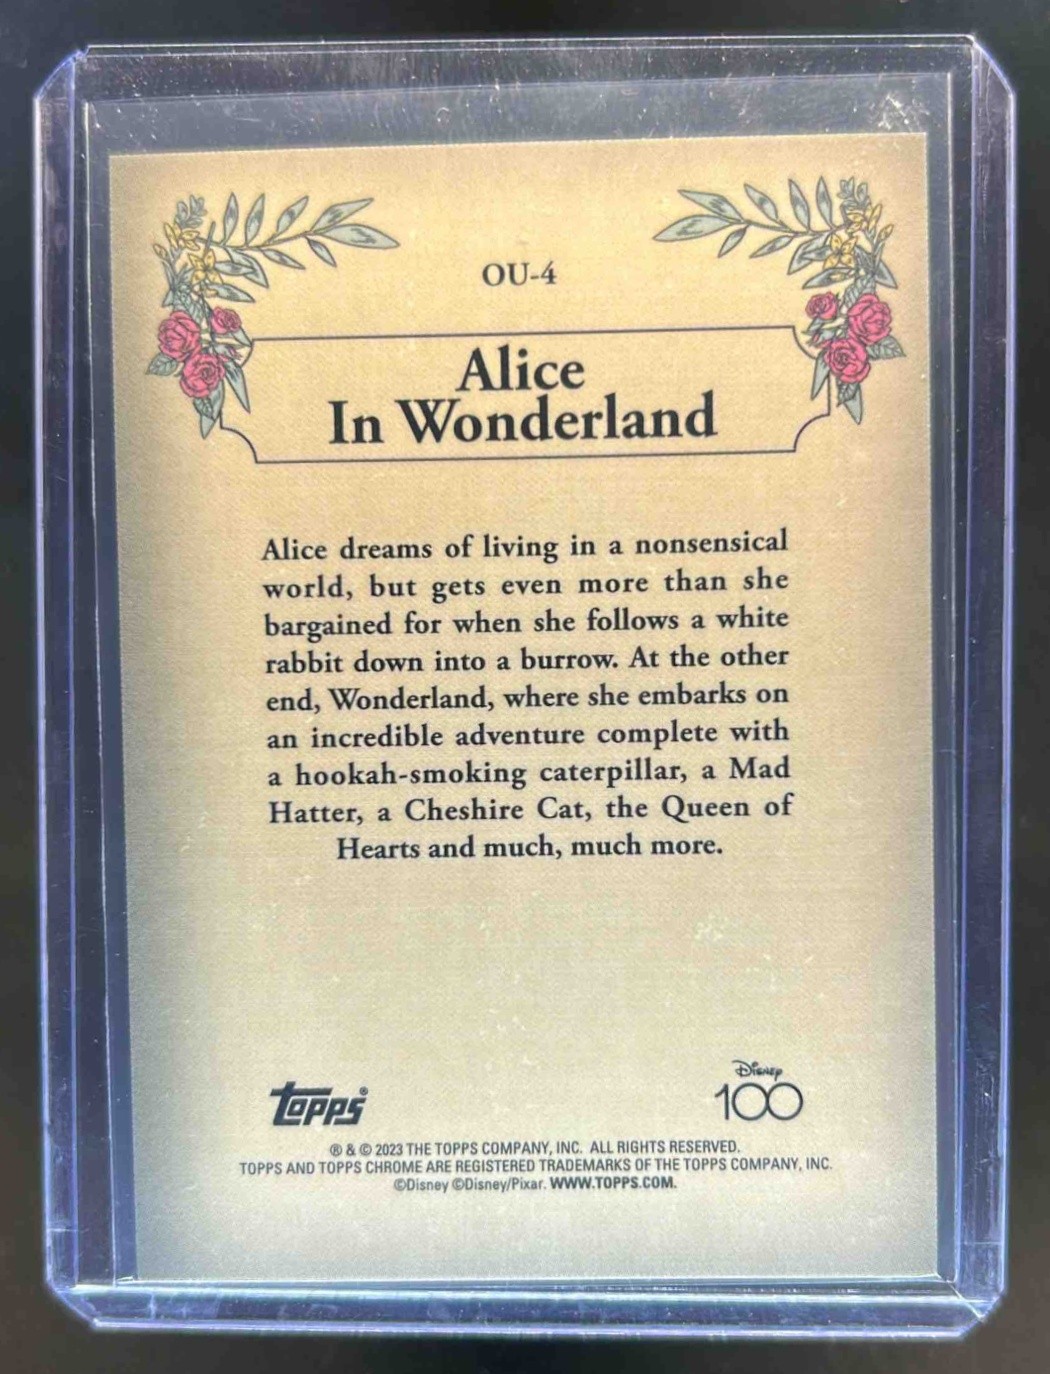 OU-4
Alice
In Wonderland
Alice dreams of living in a nonsensical
world, but gets even more than she
bargained for when she follows a white
rabbit down into a burrow. At the other
end, Wonderland, where she embarks on
an incredible adventure complete with
a hookah-smoking caterpillar, a Mad
Hatter, a Cheshire Cat, the Queen of
Hearts and much, much more.
Topps®
Disney
100
® & © 2023 THE TOPPS COMPANY, INC. ALL RIGHTS RESERVED.
TOPPS AND TOPPS CHROME ARE REGISTERED TRADEMARKS OF THE TOPPS COMPANY, INC.
©Disney ©Disney/Pixar. WWW.TOPPS.COM.